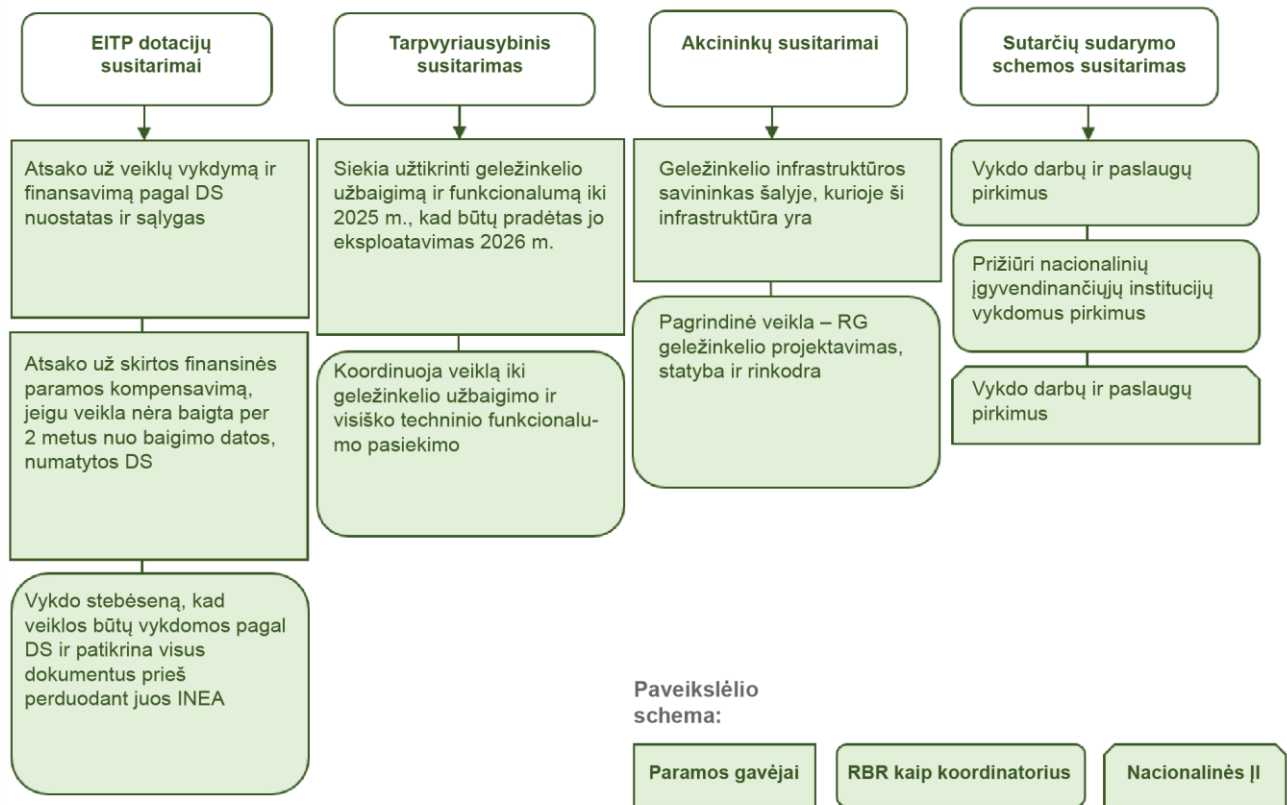 EITP dotacijų
susitarimai
Atsako už veiklų vykdymą ir
finansavimą pagal DS
nuostatas ir sąlygas
Atsako už skirtos finansinės
paramos kompensavimą,
jeigu veikla nėra baigta per
2 metus nuo baigimo datos,
numatytos DS
Vykdo stebėseną, kad
veiklos būtų vykdomos pagal
DS ir patikrina visus
dokumentus prieš
perduodant juos INEA
Tarpvyriausybinis
susitarimas
Siekia užtikrinti geležinkelio
užbaigimą ir funkcionalumą iki
2025 m., kad būtų pradėtas jo
eksploatavimas 2026 m.
Koordinuoja veiklą iki
geležinkelio užbaigimo ir
visiško techninio funkcionalu-
mo pasiekimo
Akcininkų susitarimai
Geležinkelio infrastruktūros
savininkas šalyje, kurioje ši
infrastruktūra yra
Pagrindinė veikla – RG
geležinkelio projektavimas,
statyba ir rinkodra
Sutarčių sudarymo
schemos susitarimas
Vykdo darbų ir paslaugų
pirkimus
Prižiūri nacionalinių
įgyvendinančiųjų institucijų
vykdomus pirkimus
Vykdo darbų ir paslaugų
pirkimus
Paveikslėlio
schema:
Paramos gavėjai
RBR kaip koordinatorius
Nacionalinės ĮI